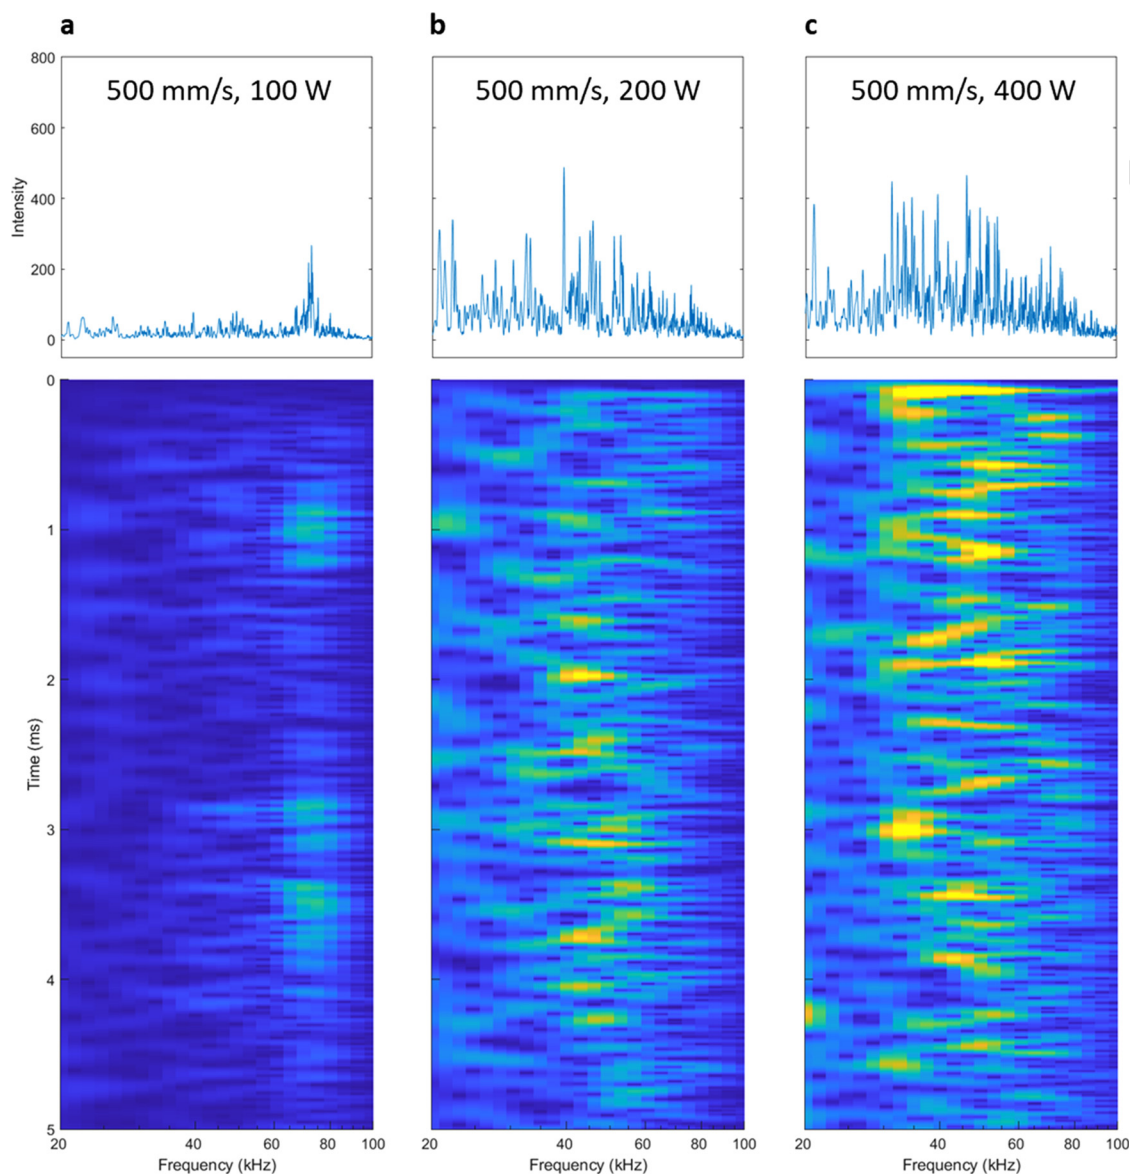 a
b
c
500 mm/s, 100 W
500 mm/s, 200 W
500 mm/s, 400 W
Intensity
800
600
400
200
0
Time (ms)
0
1
2
3
4
5
20 40 60 80 100
20 40 60 80 100
20 40 60 80 100
Frequency (kHz)
Frequency (kHz)
Frequency (kHz)